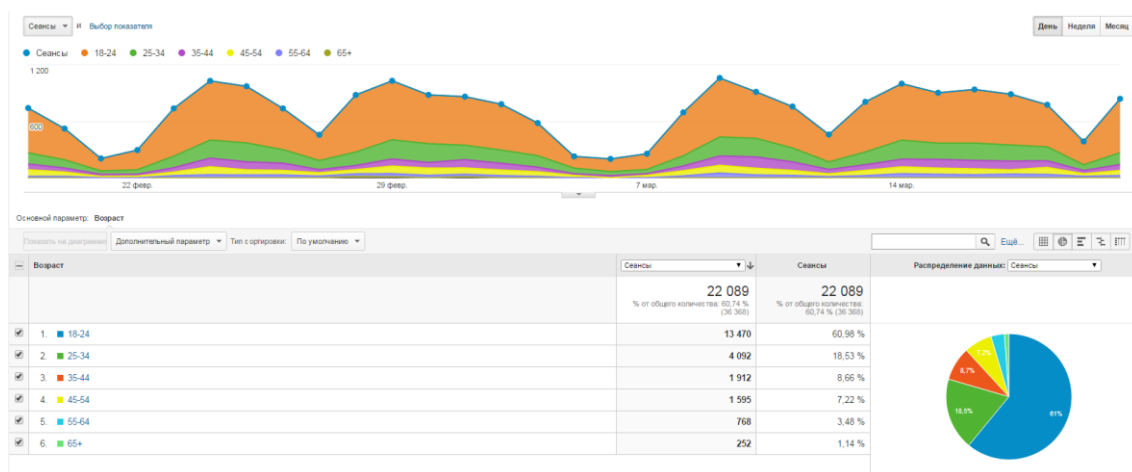 Сеансы и Выбор показателя День Неделя Месяц
Сеансы 18-24 25-34 35-44 45-54 55-64 65+
1 200
600
22 февр. 29 февр. 7 мар. 14 мар.
Основной параметр: Возраст
Показать на диаграмме Дополнительный параметр Тип сортировки: По умолчанию Ещё...
Возраст Сеансы Сеансы Распределение данных: Сеансы
22 089 22 089
% от общего количества: 60,74 % % от общего количества:
(36 368) 60,74 % (36 368)
1. 18-24 13 470 60,98 %
2. 25-34 4 092 18,53 %
3. 35-44 1 912 8,66 %
4. 45-54 1 595 7,22 %
5. 55-64 768 3,48 %
6. 65+ 252 1,14 %
7,2%
8,7%
18,5%
61%